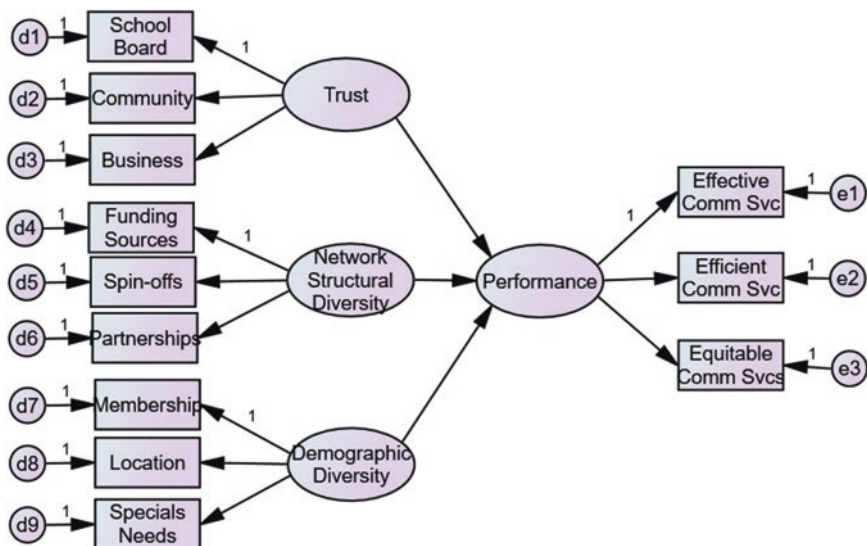 d1
1
School
Board
1
d2
1
Community
Trust
d3
1
Business
d4
1
Funding
Sources
1
d5
1
Spin-offs
Network
Structural
Diversity
d6
1
Partnerships
d7
1
Membership
1
d8
1
Location
Demographic
Diversity
d9
1
Specials
Needs
Performance
1
Effective
Comm Svc
1
e1
Efficient
Comm Svc
1
e2
Equitable
Comm Svcs
1
e3